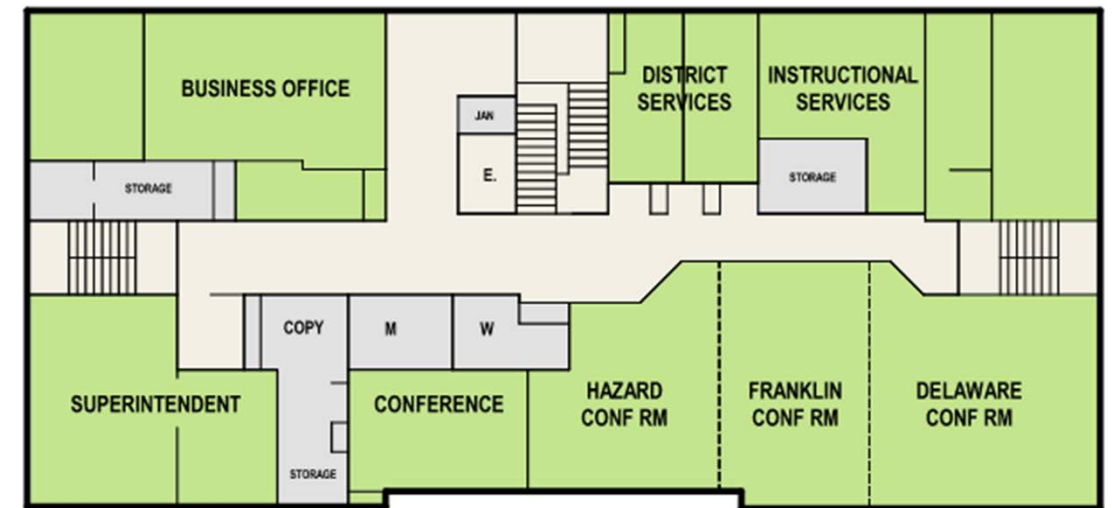 BUSINESS OFFICE
DISTRICT
SERVICES
INSTRUCTIONAL
SERVICES
JAN
E.
STORAGE
STORAGE
COPY
M
W
SUPERINTENDENT
CONFERENCE
HAZARD
CONF RM
FRANKLIN
CONF RM
DELAWARE
CONF RM
STORAGE